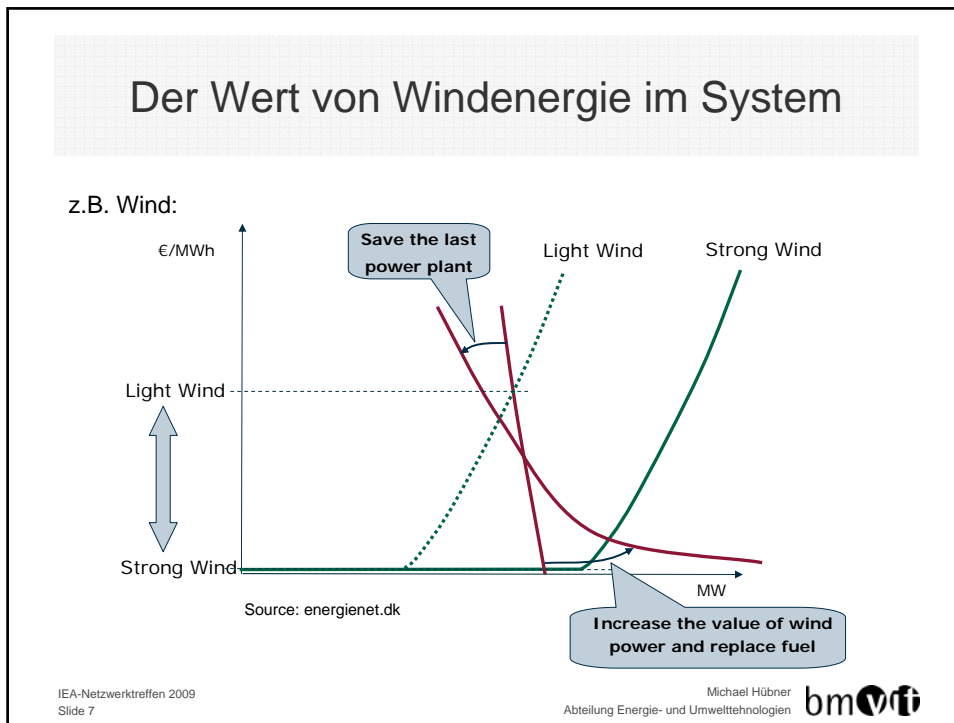 Der Wert von Windenergie im System
z.B. Wind:
€/MWh
Save the last
power plant
Light Wind
Strong Wind
Light Wind
Strong Wind
MW
Source: energienet.dk
Increase the value of wind
power and replace fuel
IEA-Netzwerktreffen 2009
Slide 7
Michael Hübner
Abteilung Energie- und Umwelttehnologien
bmvit